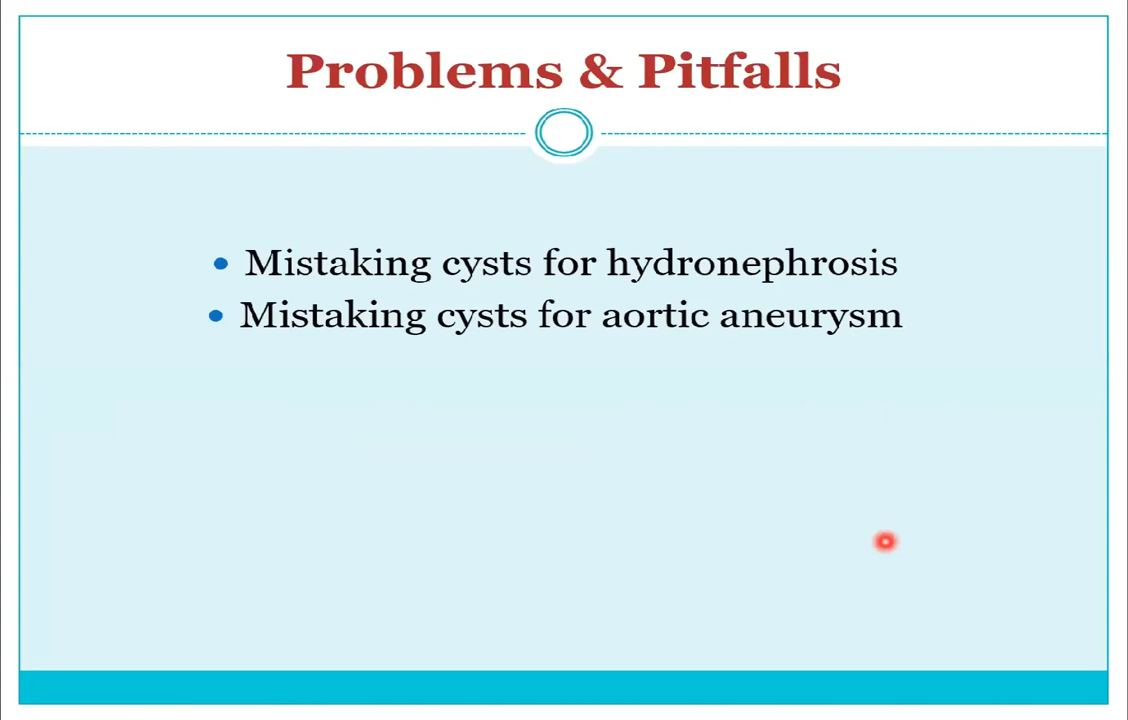 Problems & Pitfalls
• Mistaking cysts for hydronephrosis
• Mistaking cysts for aortic aneurysm